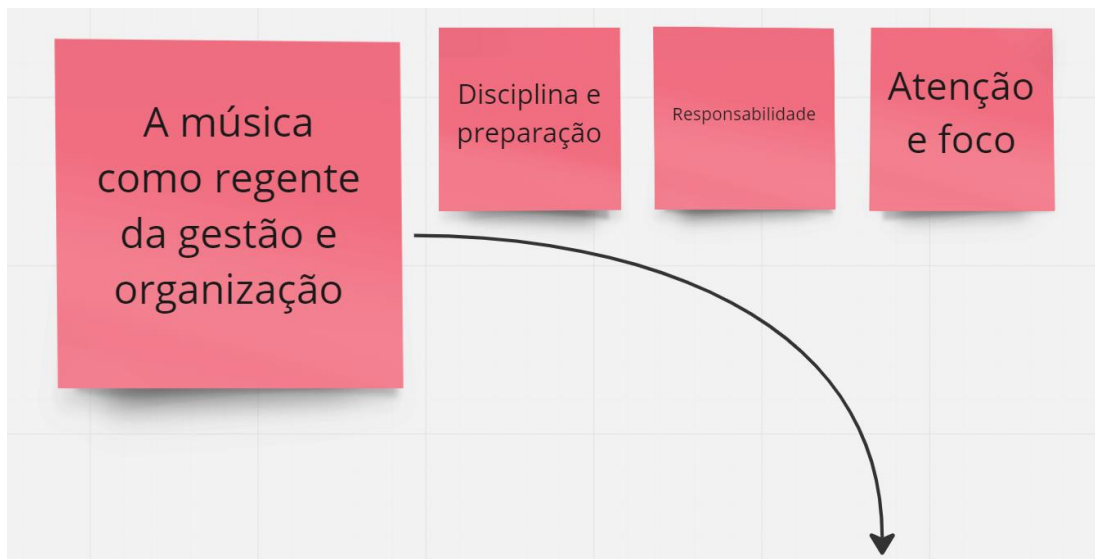 A música
como regente
da gestão e
organização
Disciplina e
preparação
Responsabilidade
Atenção
e foco